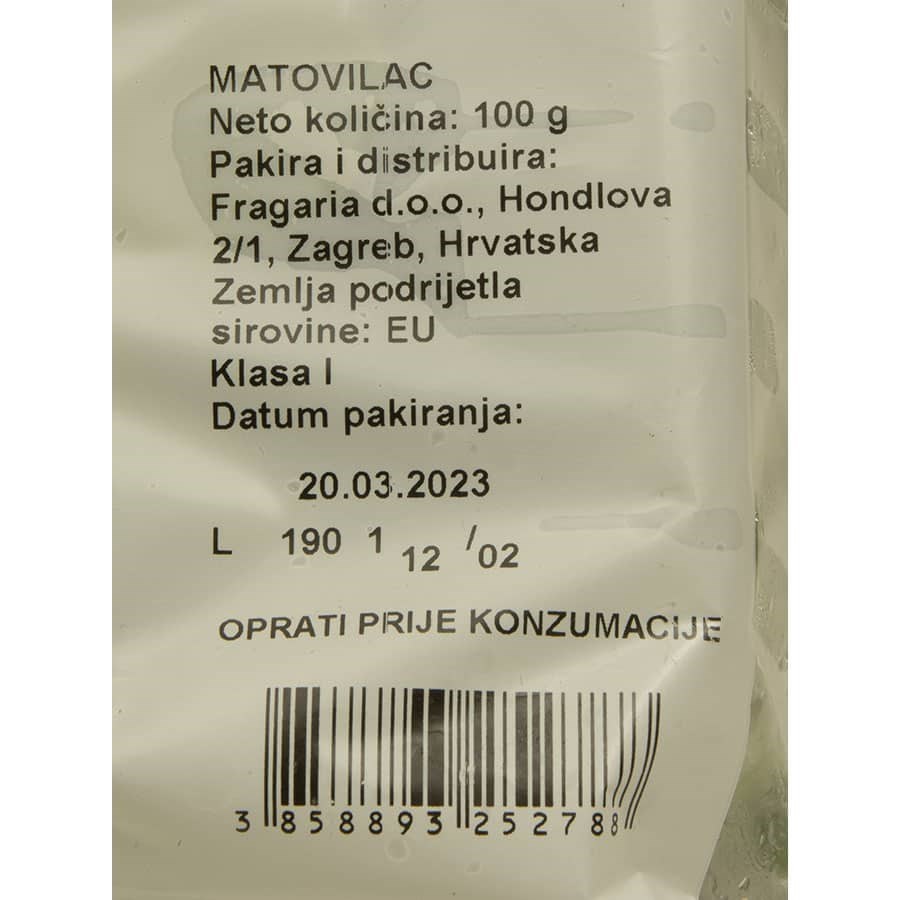 MATOVILAC
Neto količina: 100 g
Pakira i distribuira:
Fragaria d.o.o., Hondlova
2/1, Zagreb, Hrvatska
Zemlja podrijetla
sirovine: EU
Klasa I
Datum pakiranja:
20.03.2023
L 190 1 12 /02
OPRATI PRIJE KONZUMACIJE
3 858893 252788